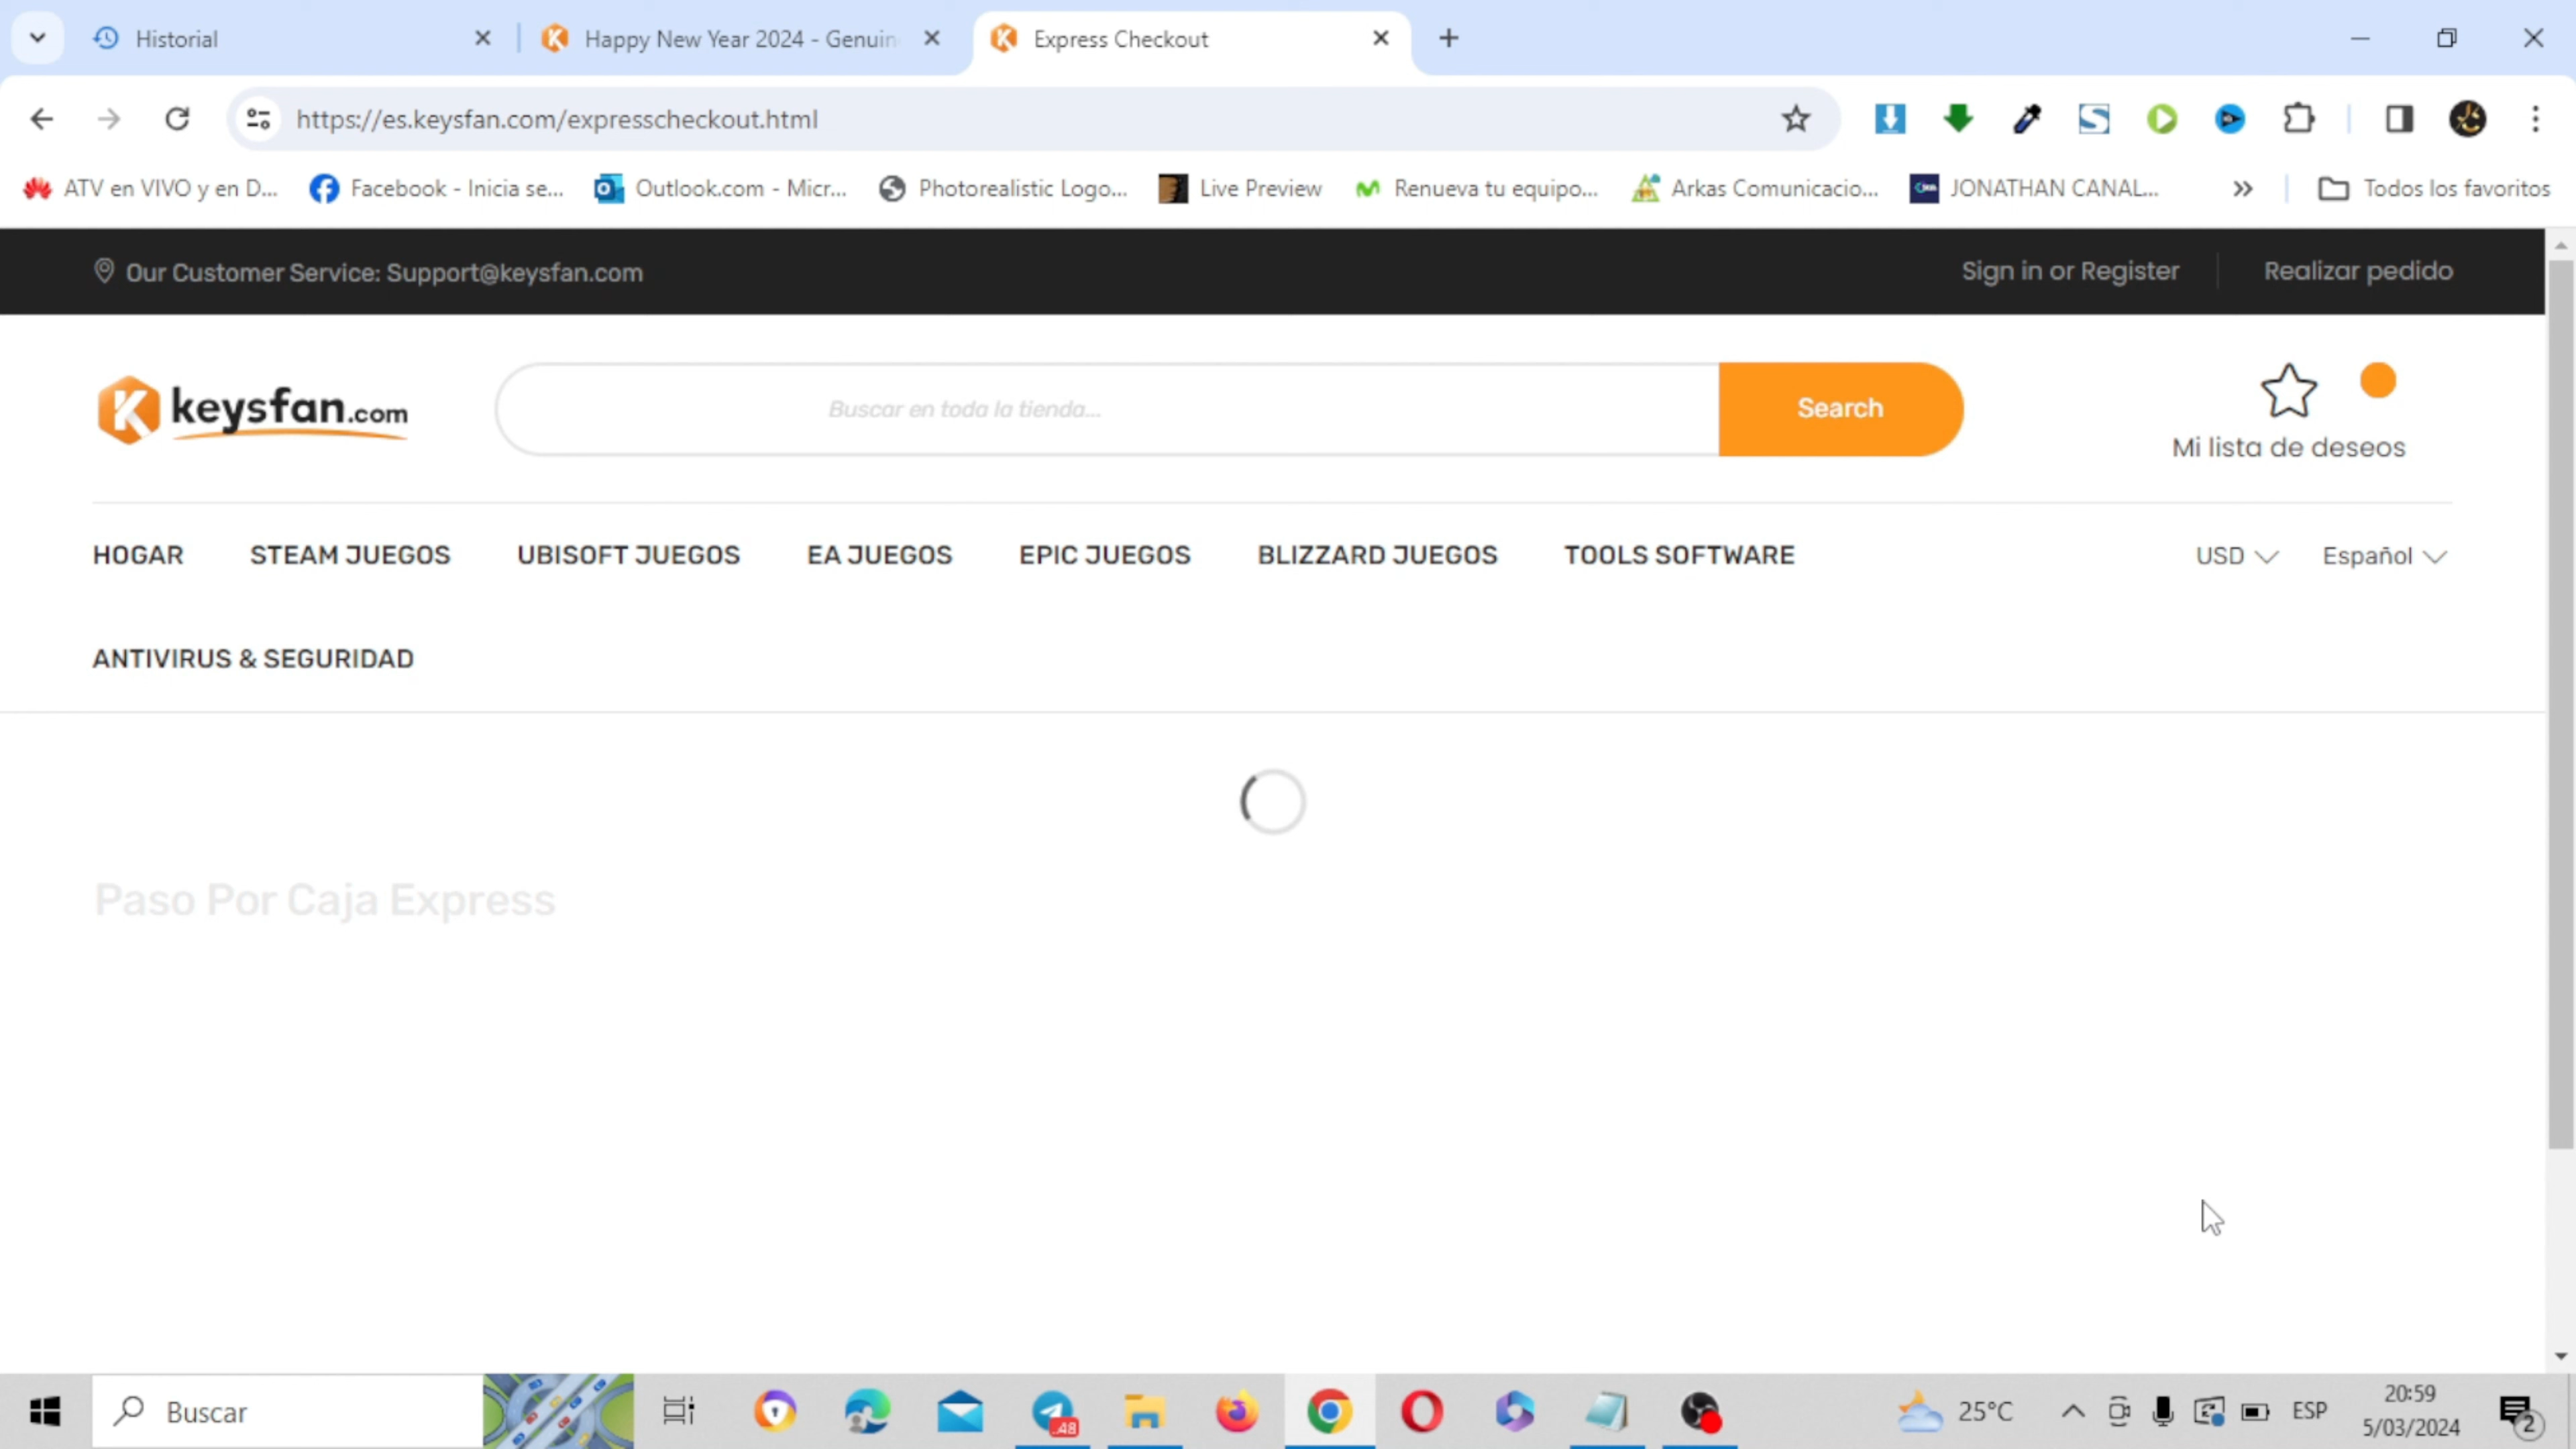 Historial
Happy New Year 2024 - Genuin
Express Checkout
https://es.keysfan.com/expresscheckout.html
ATV en VIVO y en D...
Facebook - Inicia se...
Outlook.com - Micr...
Photorealistic Logo...
Live Preview
Renueva tu equipo...
Arkas Comunicacio...
JONATHAN CANAL...
Todos los favoritos
Our Customer Service: Support@keysfan.com
Sign in or Register
Realizar pedido
keysfan.com
Buscar en toda la tienda...
Search
Mi lista de deseos
HOGAR
STEAM JUEGOS
UBISOFT JUEGOS
EA JUEGOS
EPIC JUEGOS
BLIZZARD JUEGOS
TOOLS SOFTWARE
USD
Español
ANTIVIRUS & SEGURIDAD
Paso Por Caja Express
Buscar
48
25°C
ESP
20:59
5/03/2024
2